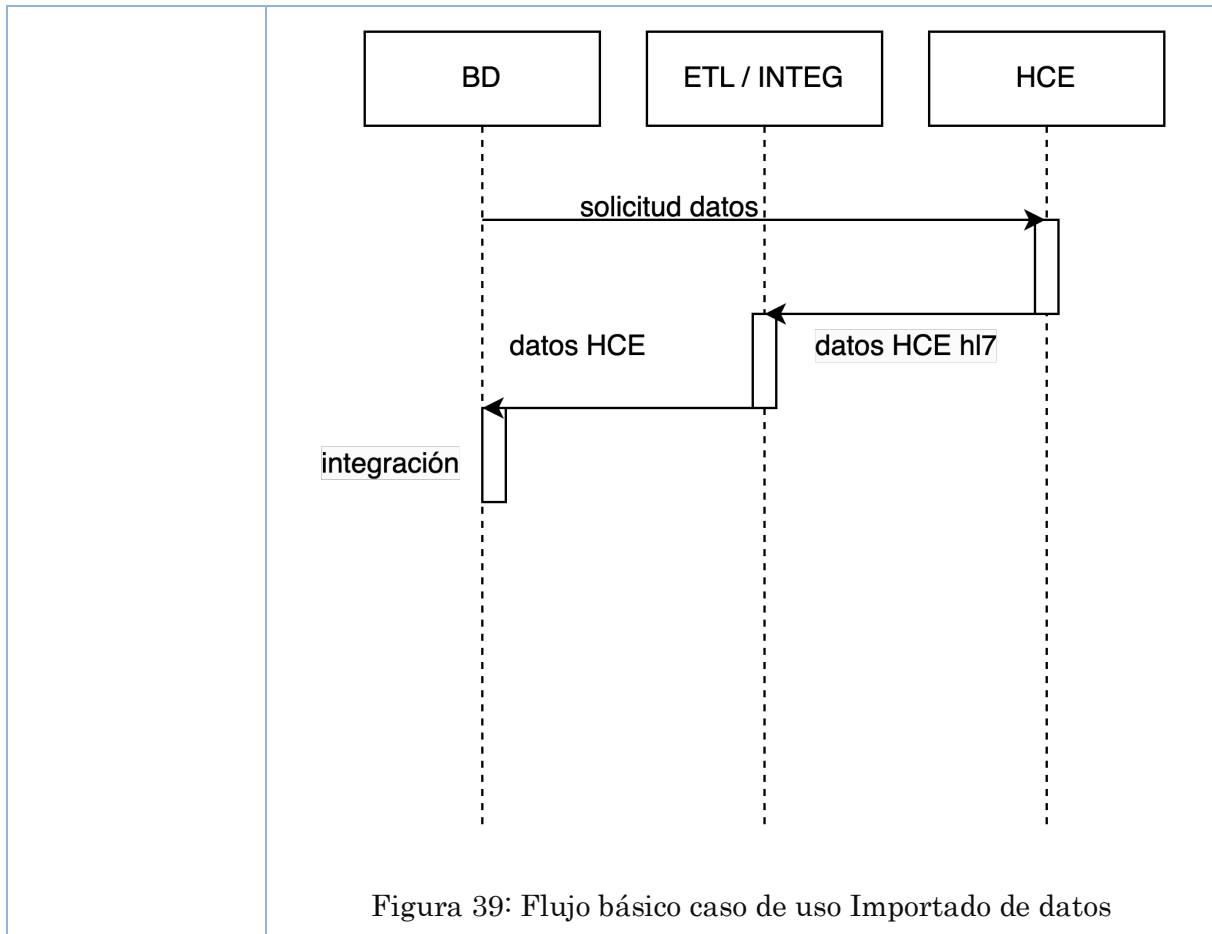 BD
ETL / INTEG
HCE
solicitud datos
datos HCE
datos HCE hl7
integración
Figura 39: Flujo básico caso de uso Importado de datos